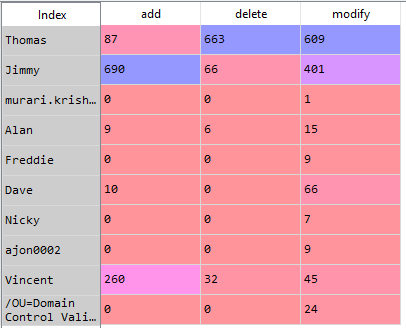 Index add delete modify
Thomas 87 663 609
Jimmy 690 66 401
murari.krish… 0 0 1
Alan 9 6 15
Freddie 0 0 9
Dave 10 0 66
Nicky 0 0 7
ajon0002 0 0 9
Vincent 260 32 45
/OU=Domain
Control Vali… 0 0 24